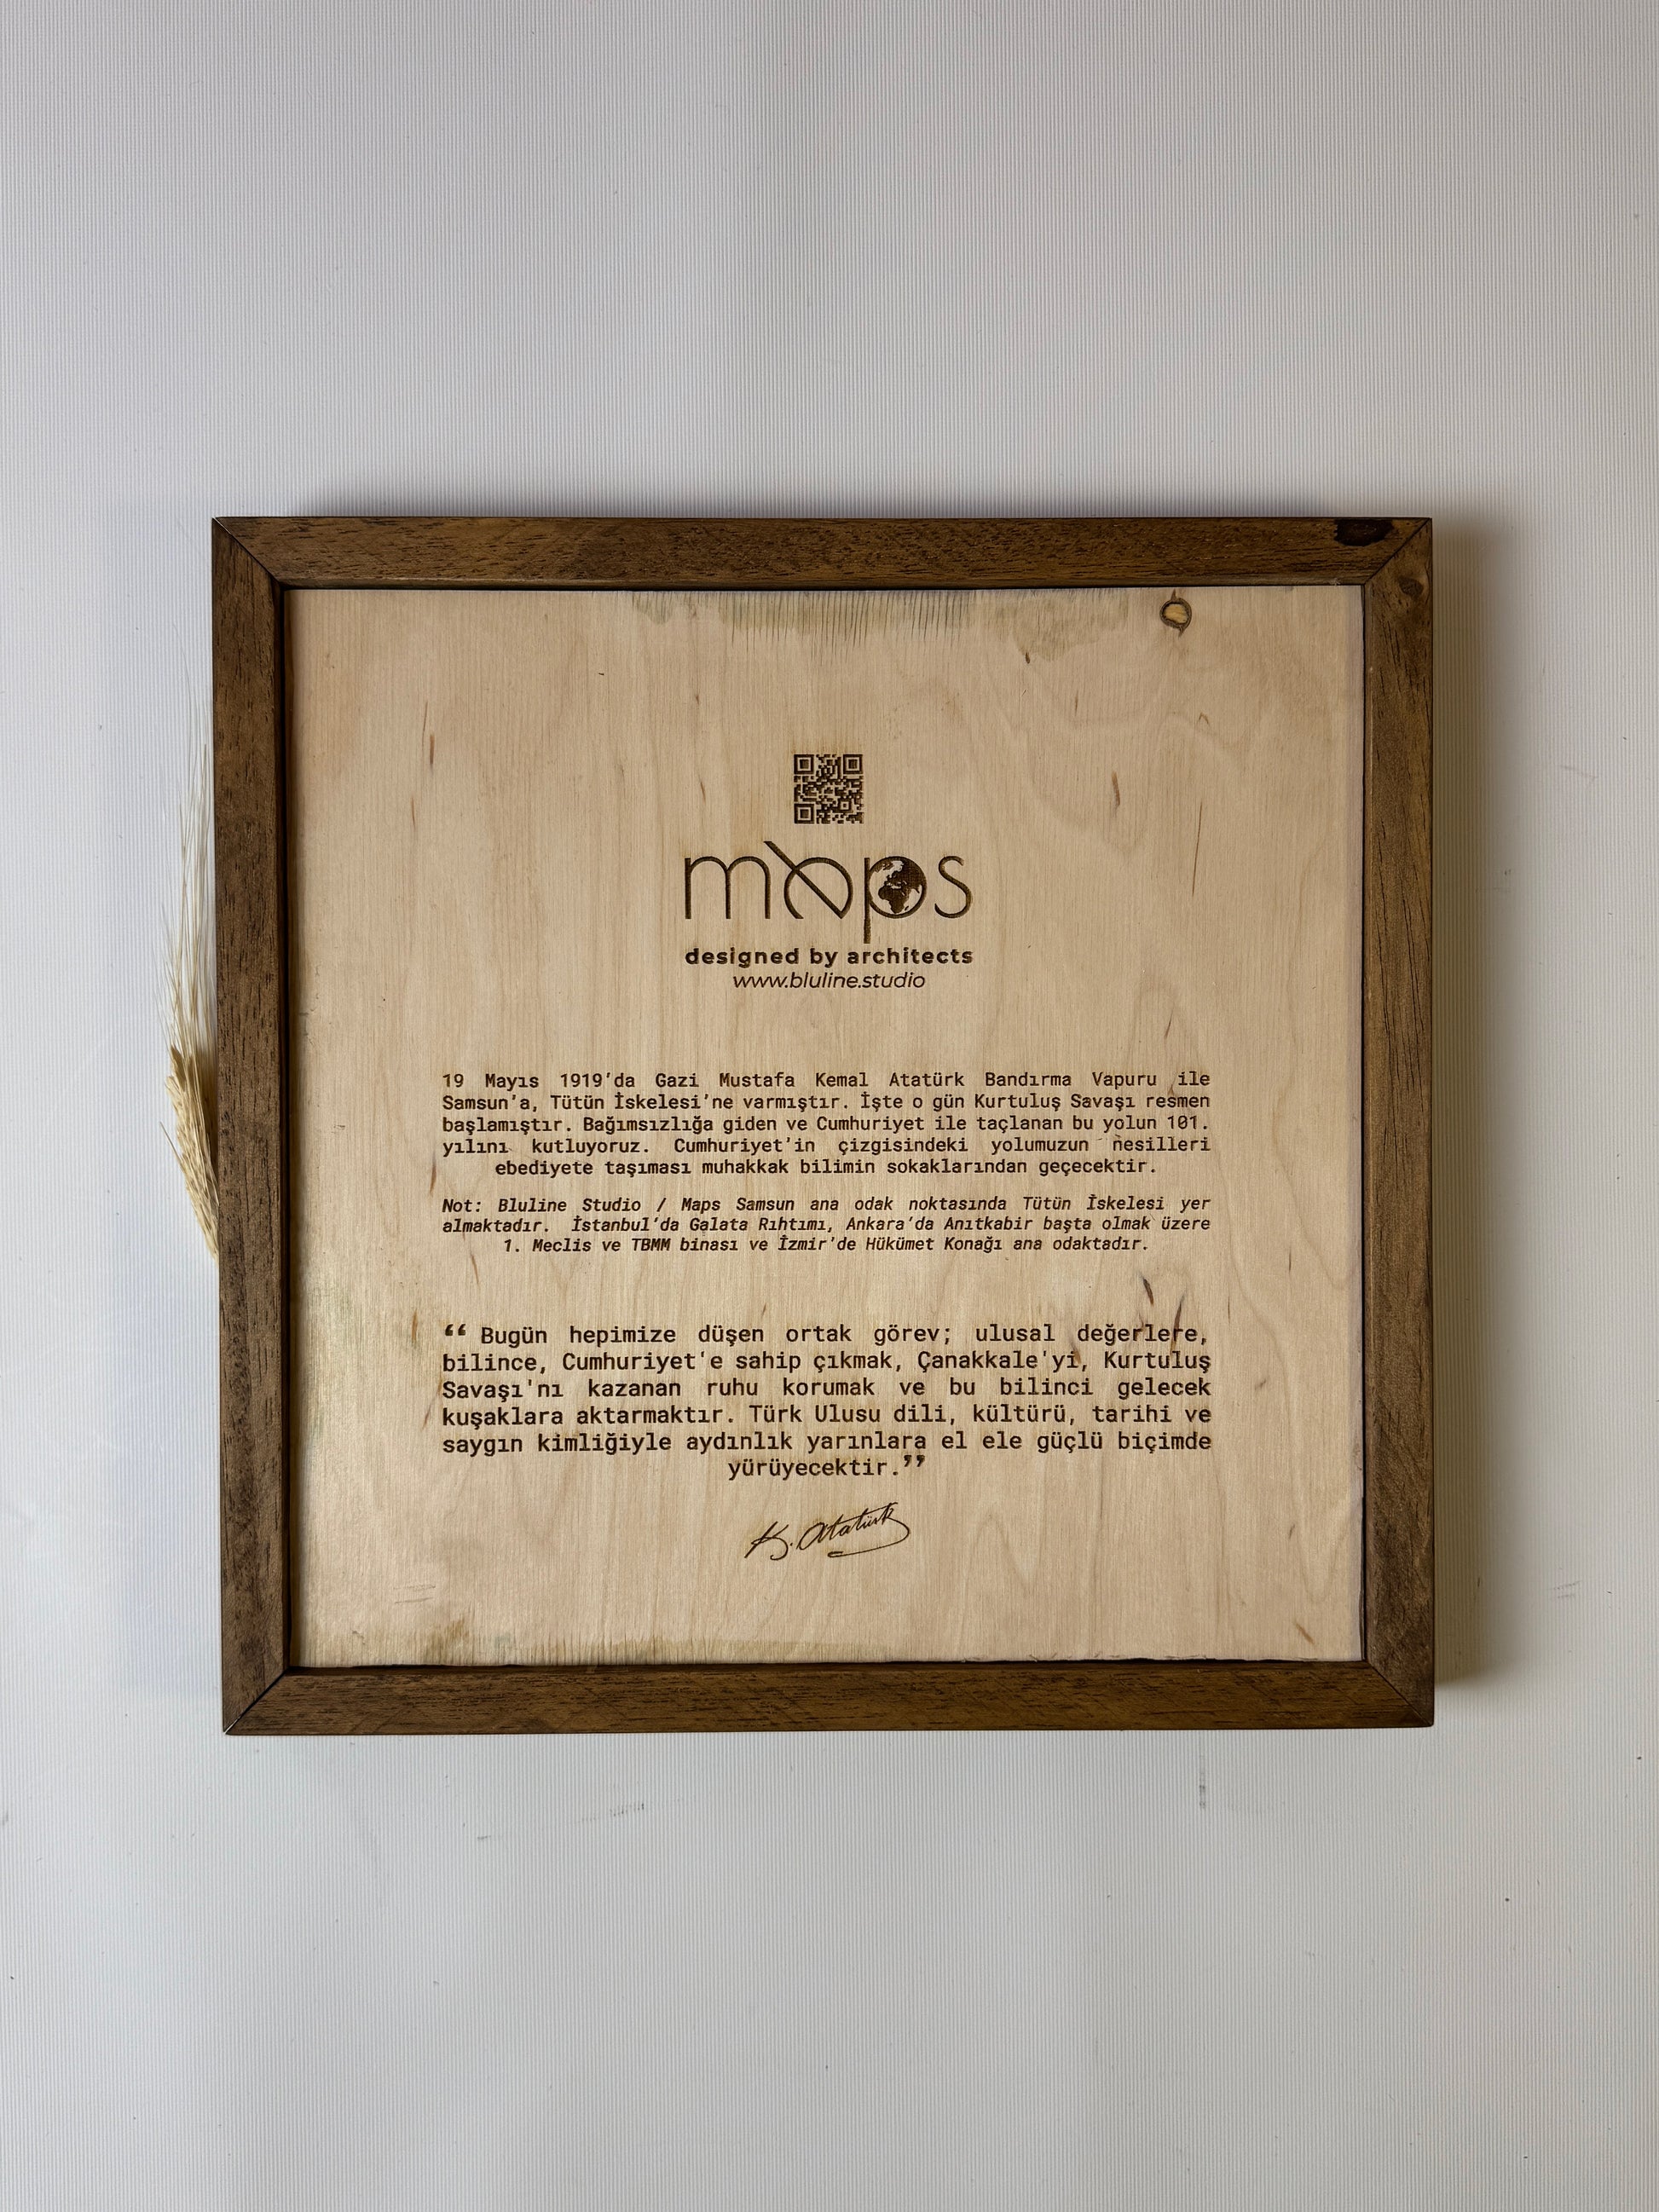 maps
designed by architects
www.bluline.studio
19 Mayıs 1919'da Gazi Mustafa Kemal Atatürk Bandırma Vapuru ile
Samsun'a, Tütün İskelesi'ne varmıştır. İşte o gün Kurtuluş Savaşı resmen
başlamıştır. Bağımsızlığa giden ve Cumhuriyet ile taçlanan bu yolun 101.
yılını kutluyoruz. Cumhuriyet'in çizgisindeki yolumuzun nesilleri
ebediyete taşıması muhakkak bilimin sokaklarından geçecektir.
Not: Bluline Studio / Maps Samsun ana odak noktasında Tütün İskelesi yer
almaktadır. İstanbul'da Galata Rıhtımı, Ankara'da Anıtkabir başta olmak üzere
1. Meclis ve TBMM binası ve İzmir'de Hükümet Konağı ana odaktadır.
“ Bugün hepimize düşen ortak görev; ulusal değerlere,
bilince, Cumhuriyet'e sahip çıkmak, Çanakkale'yi, Kurtuluş
Savaşı'nı kazanan ruhu korumak ve bu bilinci gelecek
kuşaklara aktarmaktır. Türk Ulusu dili, kültürü, tarihi ve
saygın kimliğiyle aydınlık yarınlara el ele güçlü biçimde
yürüyecektir.”
K. Atatürk